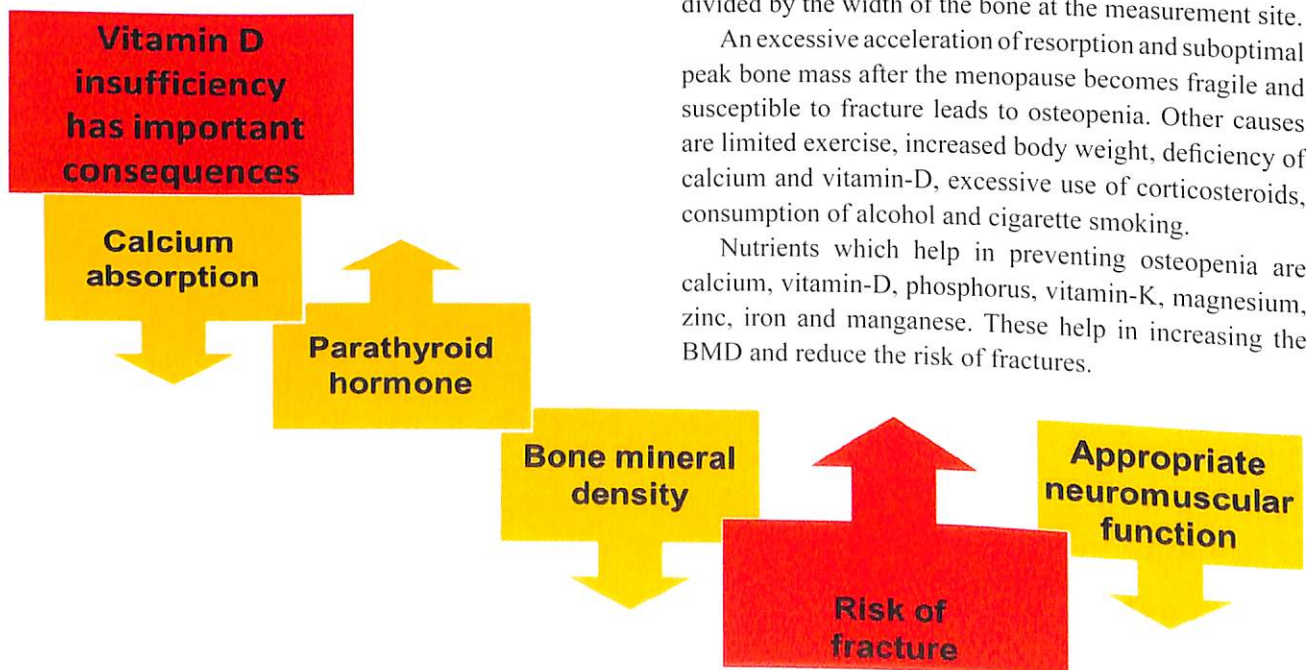 Vitamin D
insufficiency
has important
consequences
Calcium
absorption
Parathyroid
hormone
Bone mineral
density
Risk of
fracture
Appropriate
neuromuscular
function
divided by the width of the bone at the measurement site.
An excessive acceleration of resorption and suboptimal
peak bone mass after the menopause becomes fragile and
susceptible to fracture leads to osteopenia. Other causes
are limited exercise, increased body weight, deficiency of
calcium and vitamin-D, excessive use of corticosteroids,
consumption of alcohol and cigarette smoking.
Nutrients which help in preventing osteopenia are
calcium, vitamin-D, phosphorus, vitamin-K, magnesium,
zinc, iron and manganese. These help in increasing the
BMD and reduce the risk of fractures.